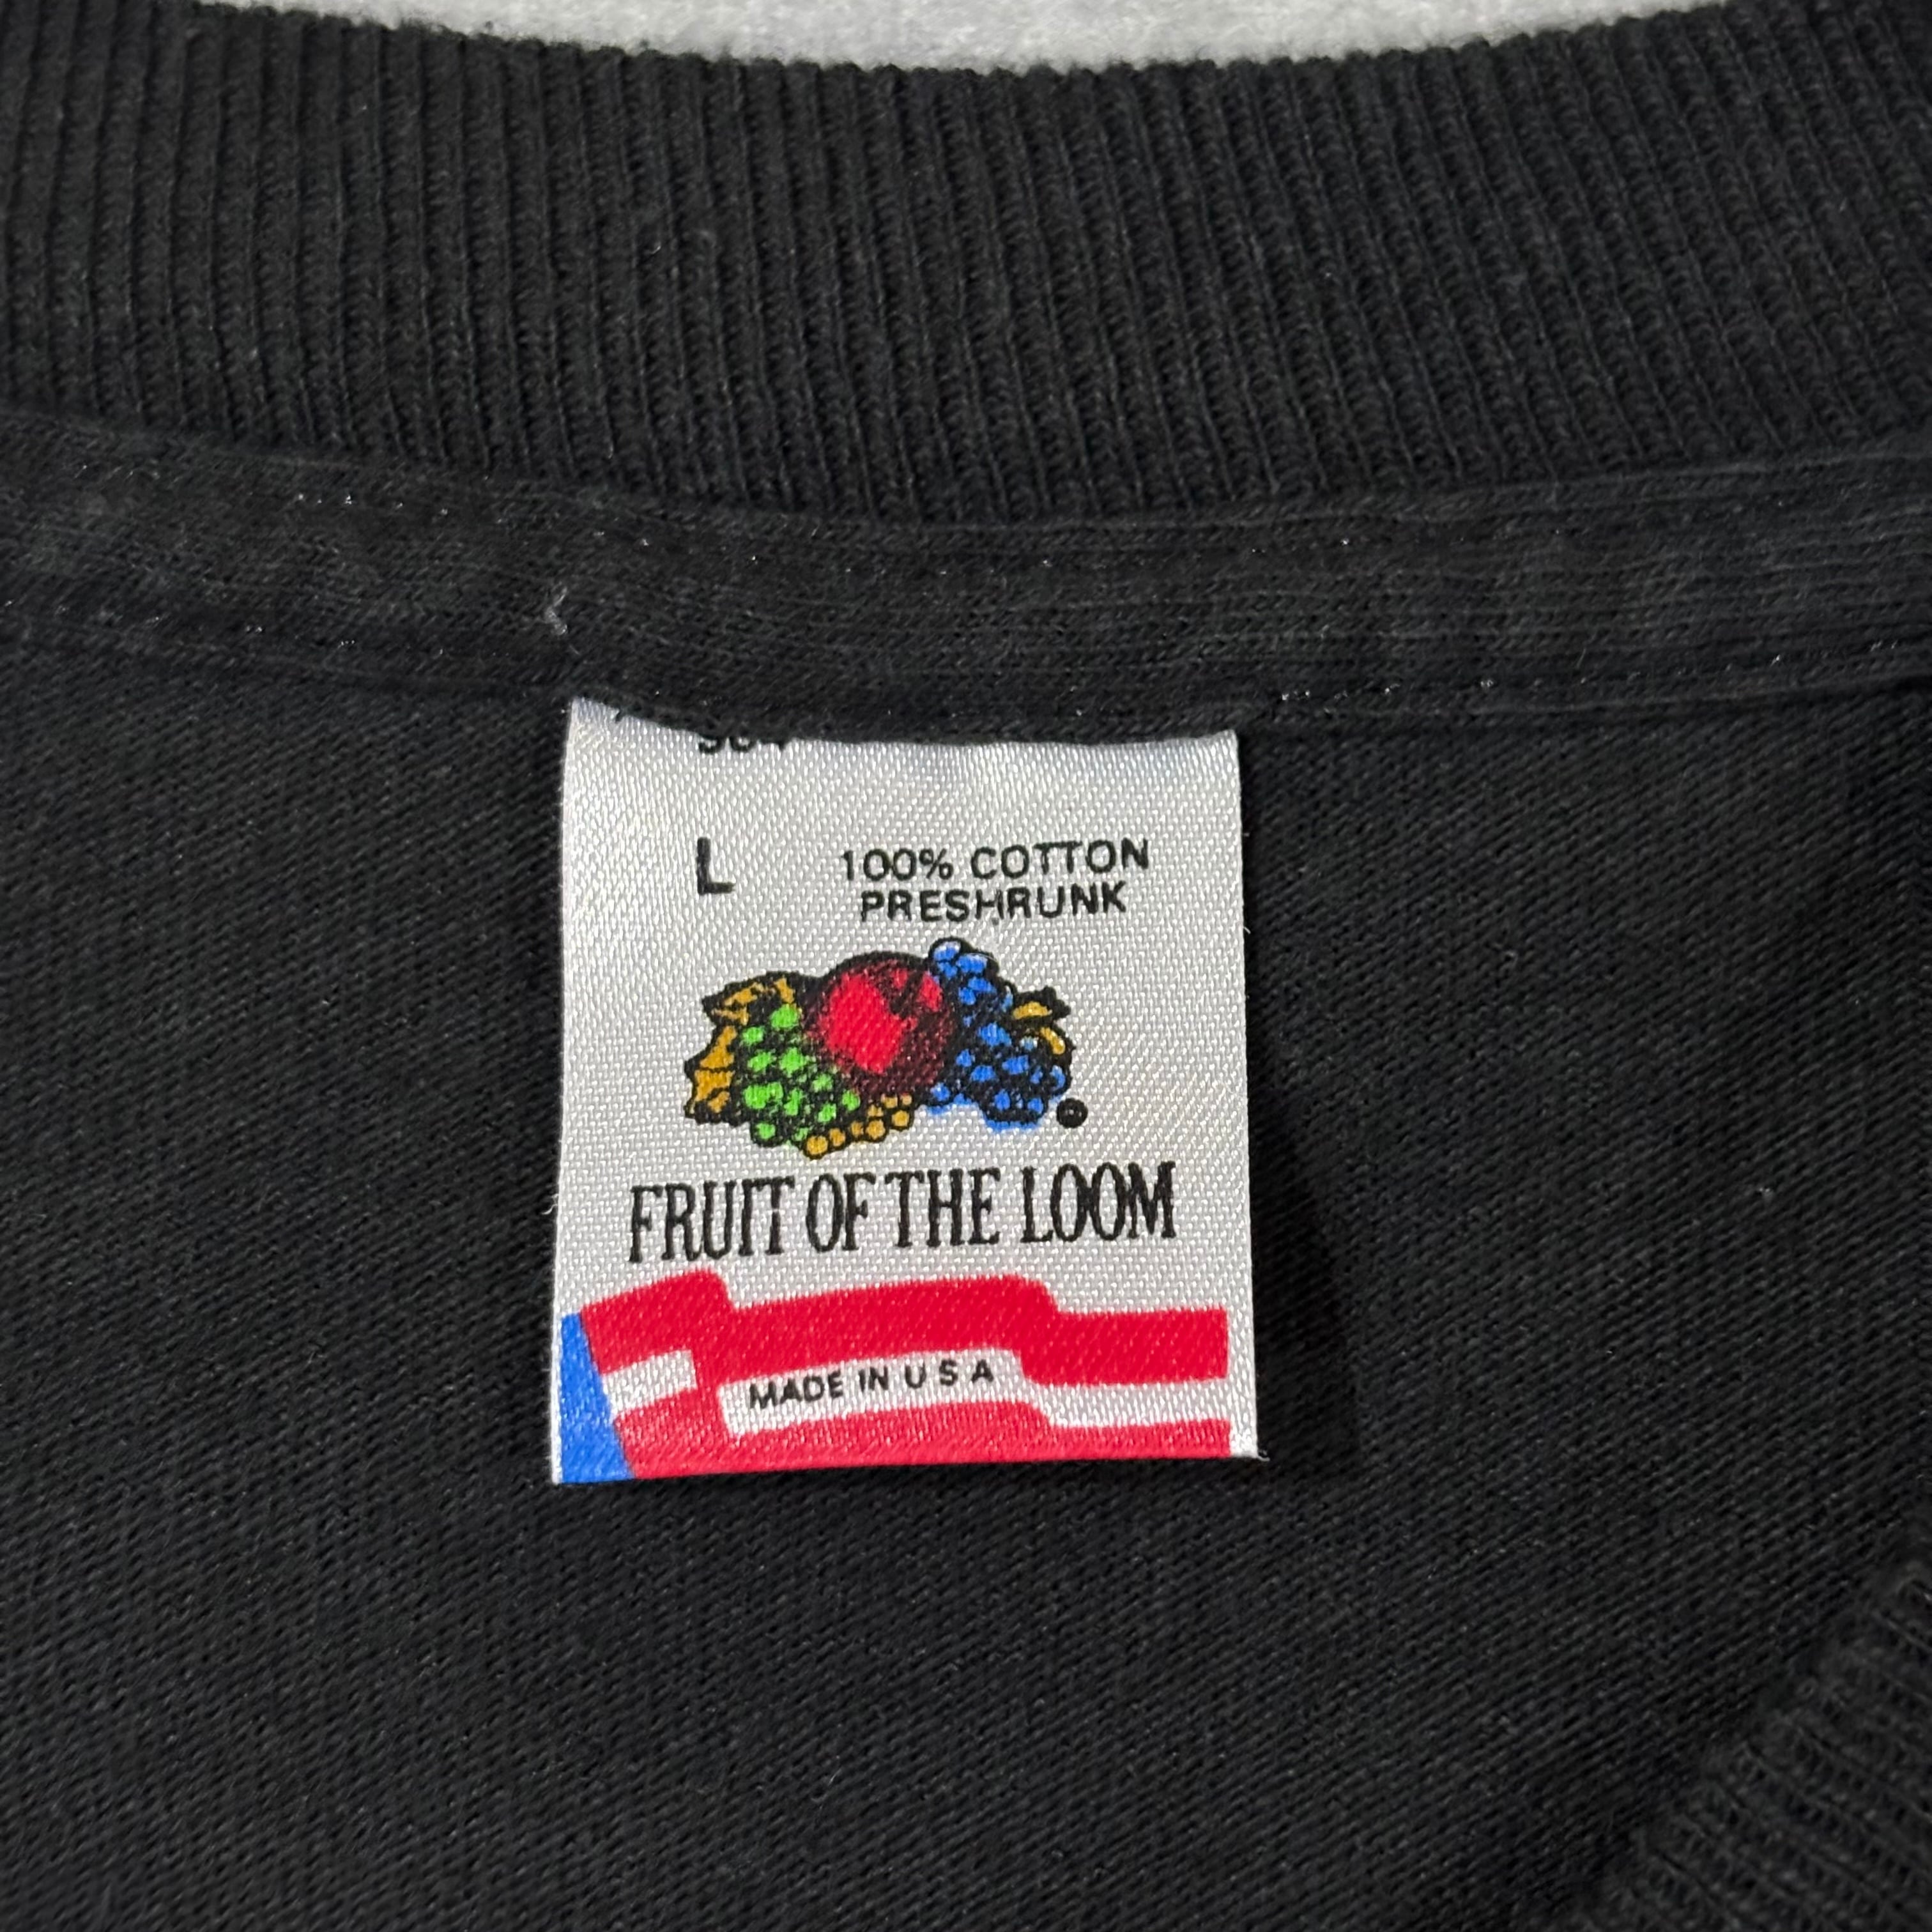 L
100% COTTON
PRESHRUNK
FRUIT OF THE LOOM
MADE IN U S A